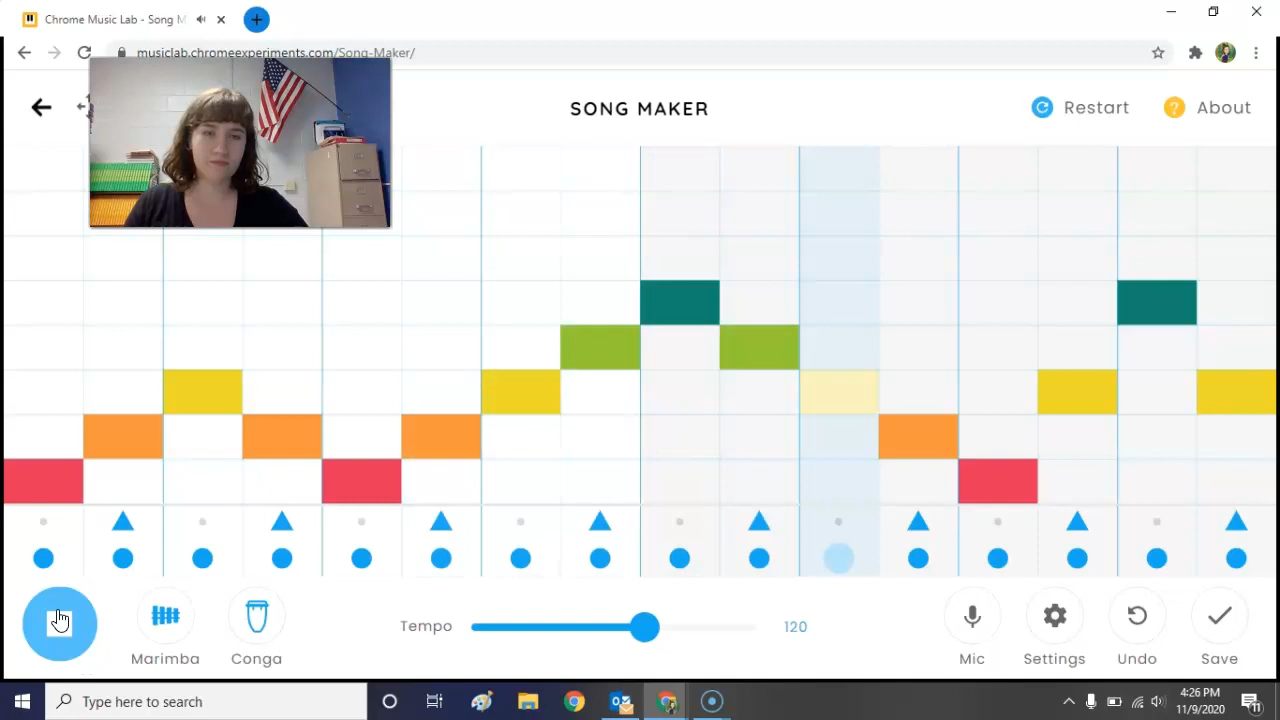 Chrome Music Lab - Song M
musiclab.chromeexperiments.com/Song-Maker/
SONG MAKER
Restart
? About
Marimba
Conga
Tempo
120
Mic
Settings
Undo
Save
Type here to search
4:26 PM
11/9/2020
11